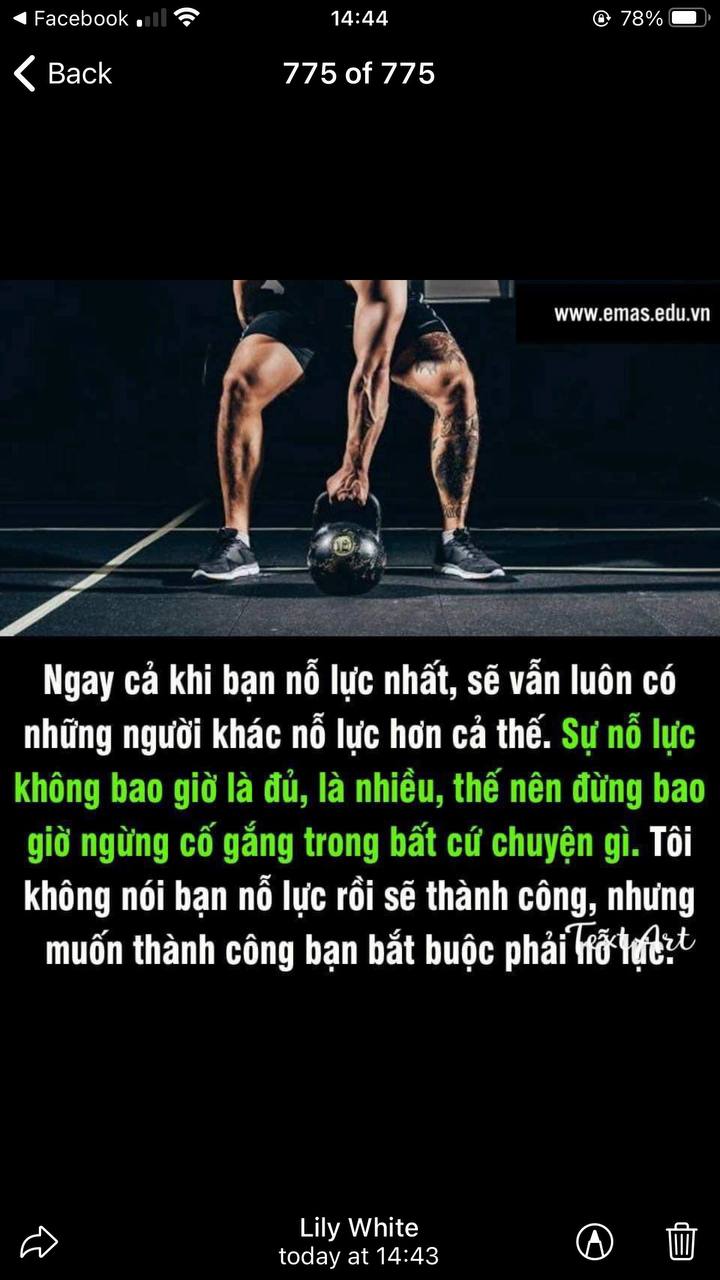 Facebook
14:44
78%
Back
775 of 775
www.emas.edu.vn
Ngay cả khi bạn nỗ lực nhất, sẽ vẫn luôn có
những người khác nỗ lực hơn cả thế. Sự nỗ lực
không bao giờ là đủ, là nhiều, thế nên đừng bao
giờ ngừng cố gắng trong bất cứ chuyện gì. Tôi
không nói bạn nỗ lực rồi sẽ thành công, nhưng
muốn thành công bạn bắt buộc phải nỗ lực.
TextArt
Lily White
today at 14:43